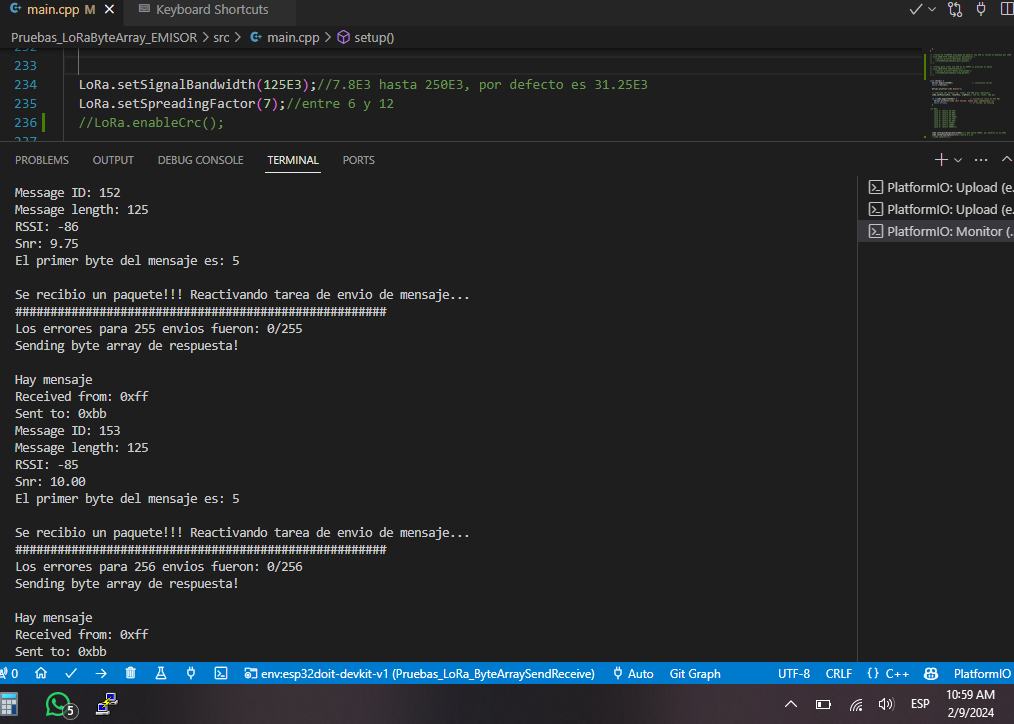 main.cpp M
Keyboard Shortcuts
Pruebas_LoRaByteArray_EMISOR > src > main.cpp > setup()
233
234 LoRa.setSignalBandwidth(125E3);//7.8E3 hasta 250E3, por defecto es 31.25E3
235 LoRa.setSpreadingFactor(7);//entre 6 y 12
236 //LoRa.enableCrc();
237
PROBLEMS OUTPUT DEBUG CONSOLE TERMINAL PORTS
Message ID: 152
Message length: 125
RSSI: -86
Snr: 9.75
El primer byte del mensaje es: 5
Se recibio un paquete!!! Reactivando tarea de envio de mensaje...
####################################################
Los errores para 255 envios fueron: 0/255
Sending byte array de respuesta!
Hay mensaje
Received from: 0xff
Sent to: 0xbb
Message ID: 153
Message length: 125
RSSI: -85
Snr: 10.00
El primer byte del mensaje es: 5
Se recibio un paquete!!! Reactivando tarea de envio de mensaje...
####################################################
Los errores para 256 envios fueron: 0/256
Sending byte array de respuesta!
Hay mensaje
Received from: 0xff
Sent to: 0xbb
PlatformIO: Upload (e...
PlatformIO: Upload (e...
PlatformIO: Monitor (...
0 env:esp32doit-devkit-v1 (Pruebas_LoRa_ByteArraySendReceive) Auto Git Graph UTF-8 CRLF {} C++ PlatformIO
5
ESP
10:59 AM
2/9/2024